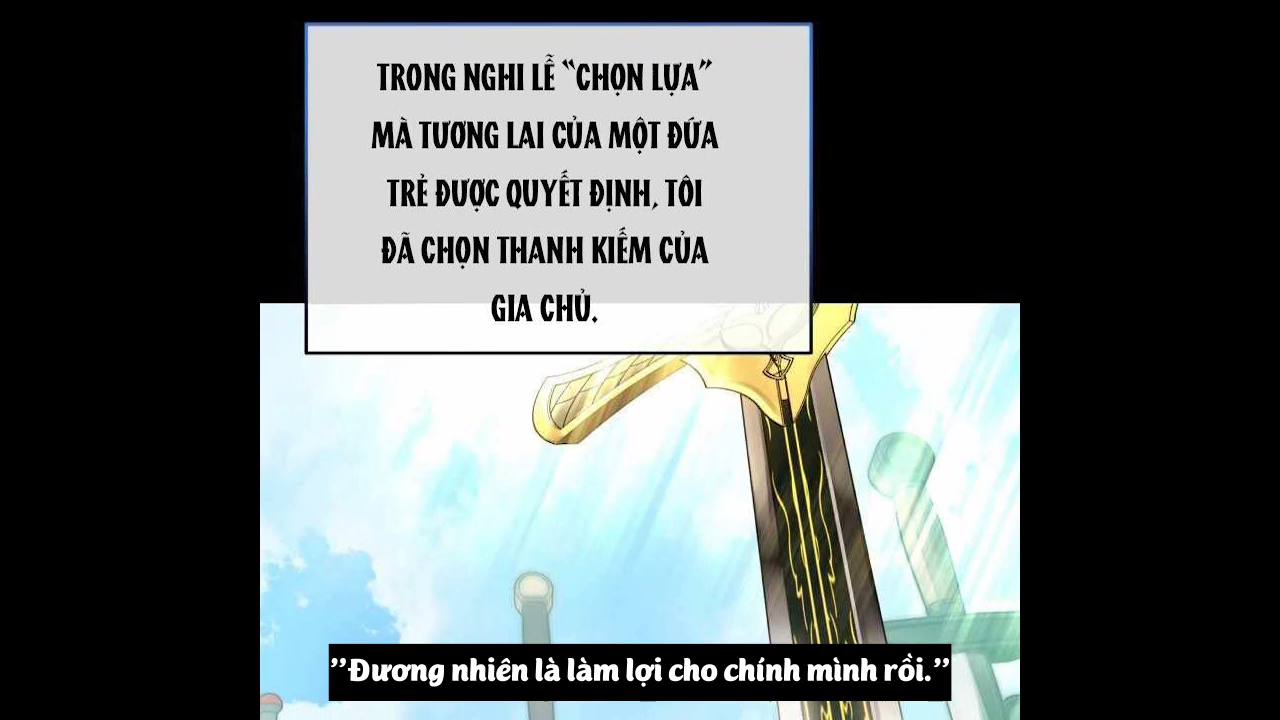 TRONG NGHI LỄ “CHỌN LỰA”
MÀ TƯƠNG LAI CỦA MỘT ĐỨA
TRẺ ĐƯỢC QUYẾT ĐỊNH, TÔI
ĐÃ CHỌN THANH KIẾM CỦA
GIA CHỦ.
”Đương nhiên là làm lợi cho chính mình rồi.”